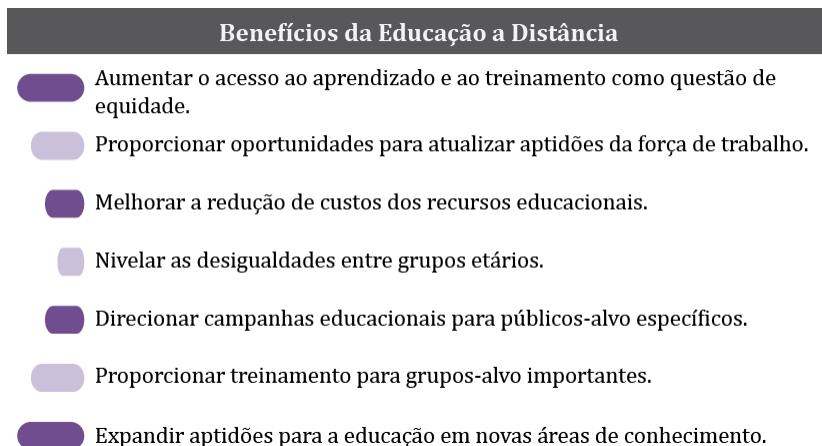 Benefícios da Educação a Distância
Aumentar o acesso ao aprendizado e ao treinamento como questão de
equidade.
Proporcionar oportunidades para atualizar aptidões da força de trabalho.
Melhorar a redução de custos dos recursos educacionais.
Nivelar as desigualdades entre grupos etários.
Direcionar campanhas educacionais para públicos-alvo específicos.
Proporcionar treinamento para grupos-alvo importantes.
Expandir aptidões para a educação em novas áreas de conhecimento.